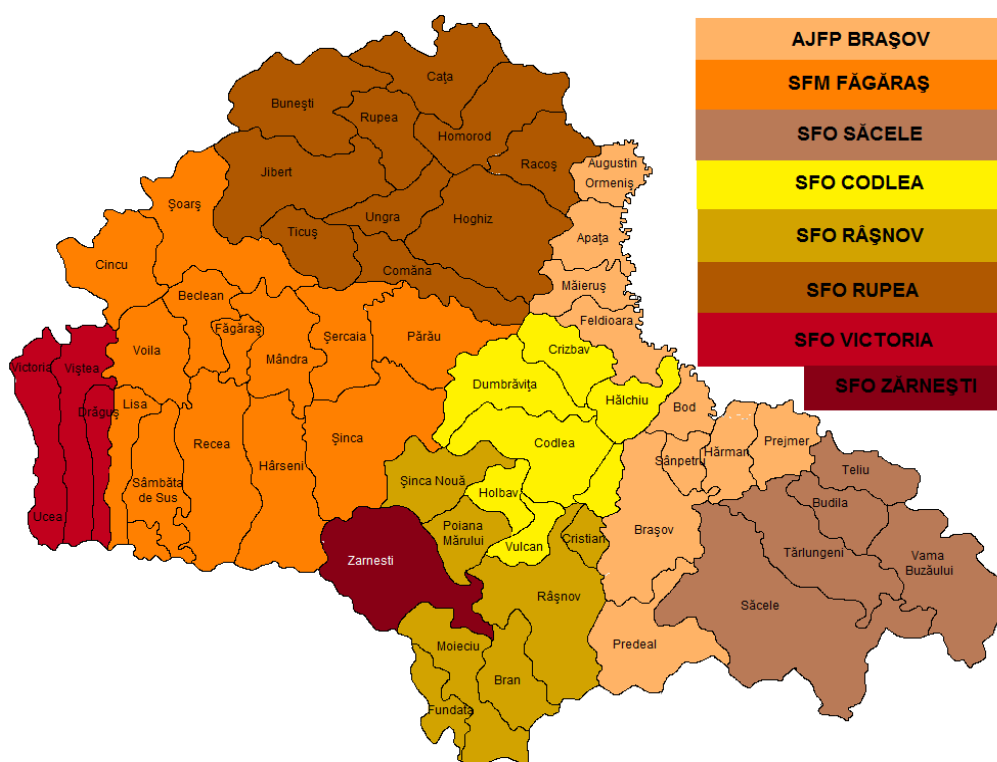 AJFP BRAŞOV
SFM FĂGĂRAŞ
SFO SĂCELE
SFO CODLEA
SFO RÂŞNOV
SFO RUPEA
SFO VICTORIA
SFO ZĂRNEŞTI
Caţa
Buneşti
Rupea
Homorod
Racoş
Jibert
Augustin
Ormeniş
Şoarş
Ungra
Hoghiz
Ticuş
Apaţa
Cincu
Comăna
Măieruş
Beclean
Feldioara
Făgăraş
Şercaia
Părău
Voila
Mândra
Crizbav
Victoria
Viştea
Dumbrăviţa
Hălchiu
Lisa
Drăguş
Bod
Recea
Şinca
Codlea
Prejmer
Hărman
Sânpetru
Hârseni
Teliu
Sâmbăta
de Sus
Şinca Nouă
Holbav
Budila
Ucea
Poiana
Mărului
Cristian
Braşov
Vulcan
Tărlungeni
Vama
Buzăului
Zarnesti
Râşnov
Săcele
Moieciu
Predeal
Bran
Fundata